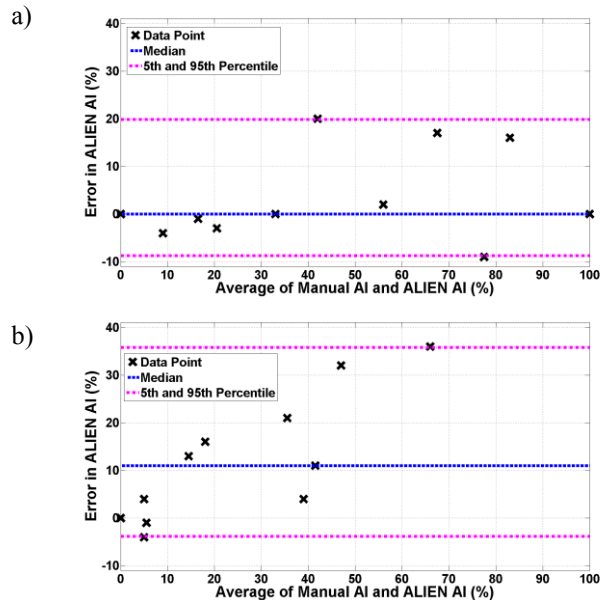 a)
40
30
20
10
0
-10
Error in ALIEN AI (%)
Data Point
Median
5th and 95th Percentile
0 10 20 30 40 50 60 70 80 90 100
Average of Manual AI and ALIEN AI (%)
b)
40
30
20
10
0
-10
Error in ALIEN AI (%)
Data Point
Median
5th and 95th Percentile
0 10 20 30 40 50 60 70 80 90 100
Average of Manual AI and ALIEN AI (%)